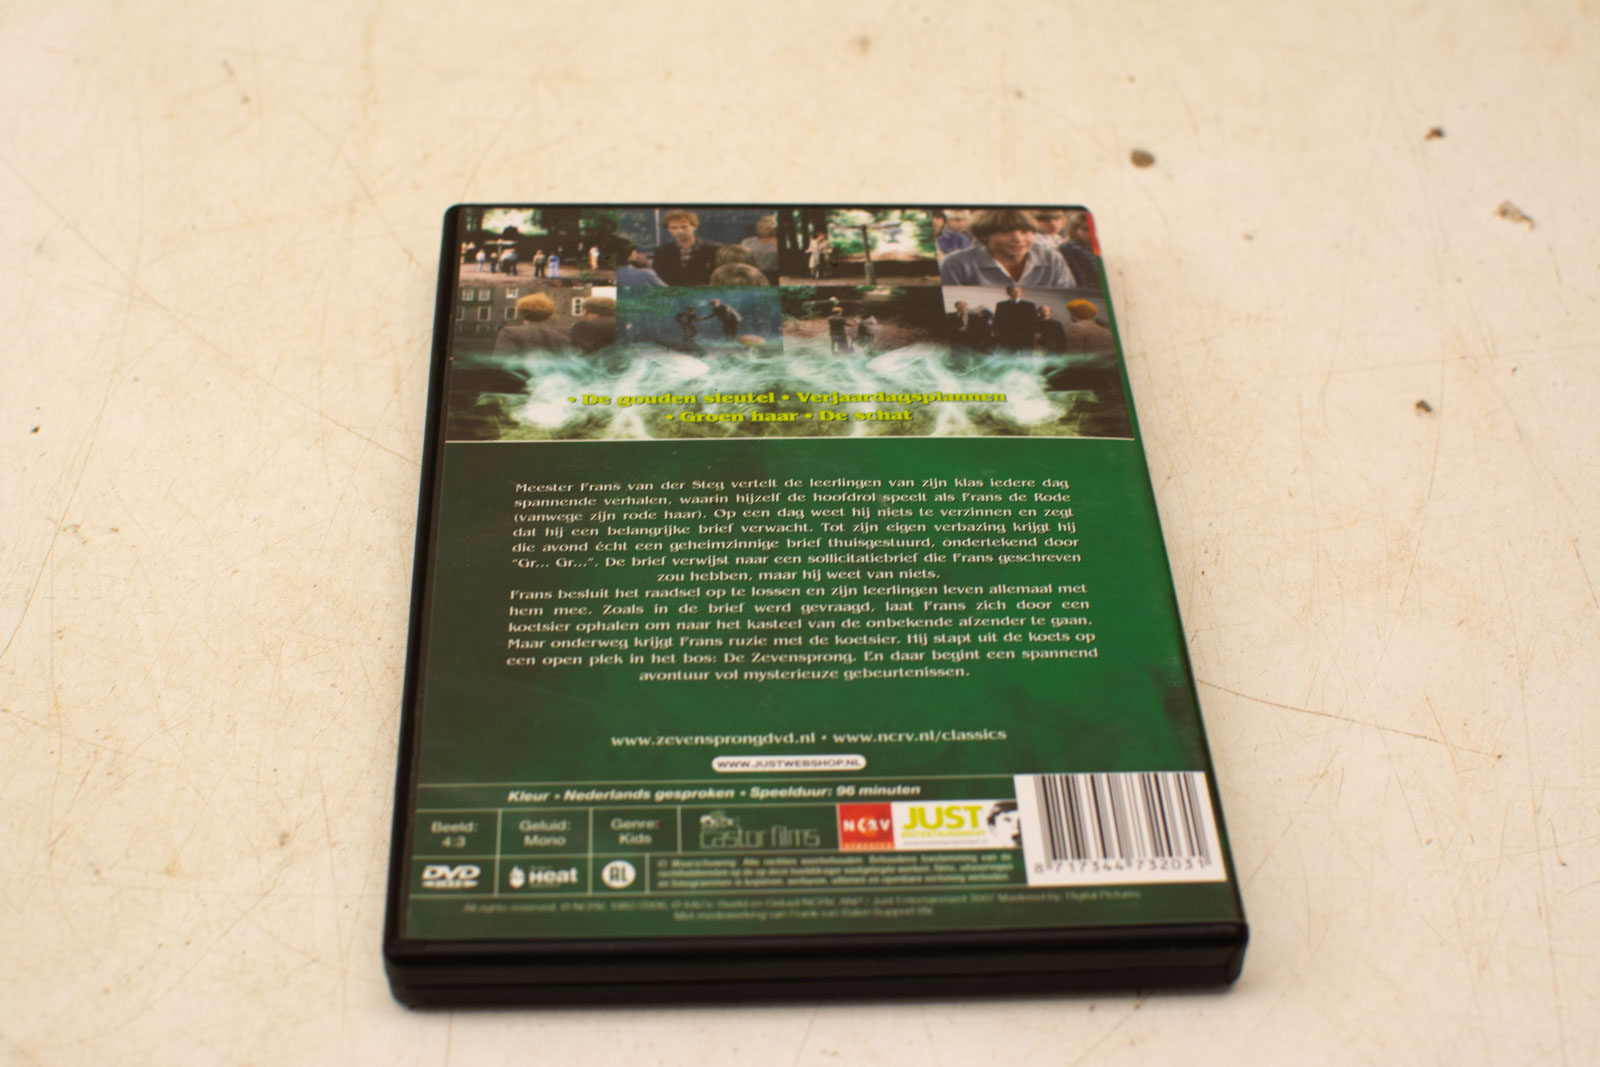 • De gouden sleutel • Verjaardagsplannen
• Groen haar • De schat
Meester Frans van der Steg vertelt de leerlingen van zijn klas iedere dag
spannende verhalen, waarin hijzelf de hoofdrol speelt als Frans de Rode
(vanwege zijn rode haar). Op een dag weet hij niets te verzinnen en zegt
dat hij een belangrijke brief verwacht. Tot zijn eigen verbazing krijgt hij
die avond écht een geheimzinnige brief thuisgestuurd, ondertekend door
"Gr... Gr...". De brief verwijst naar een sollicitatiebrief die Frans geschreven
zou hebben, maar hij weet van niets.
Frans besluit het raadsel op te lossen en zijn leerlingen leven allemaal met
hem mee. Zoals in de brief werd gevraagd, laat Frans zich door een
koetsier ophalen om naar het kasteel van de onbekende afzender te gaan.
Maar onderweg krijgt Frans ruzie met de koetsier. Hij stapt uit de koets op
een open plek in het bos: De Zevensprong. En daar begint een spannend
avontuur vol mysterieuze gebeurtenissen.
www.zevensprongdvd.nl • www.ncrv.nl/classics
WWW.JUSTWEBSHOP.NL
Kleur • Nederlands gesproken • Speelduur: 96 minuten
Beeld: Geluid: Genre:
4:3 Mono Kids
castor films
NCRV
classics
JUST
ENTERTAINMENT
8 717344 732031
DVD
VIDEO
Heat
AL